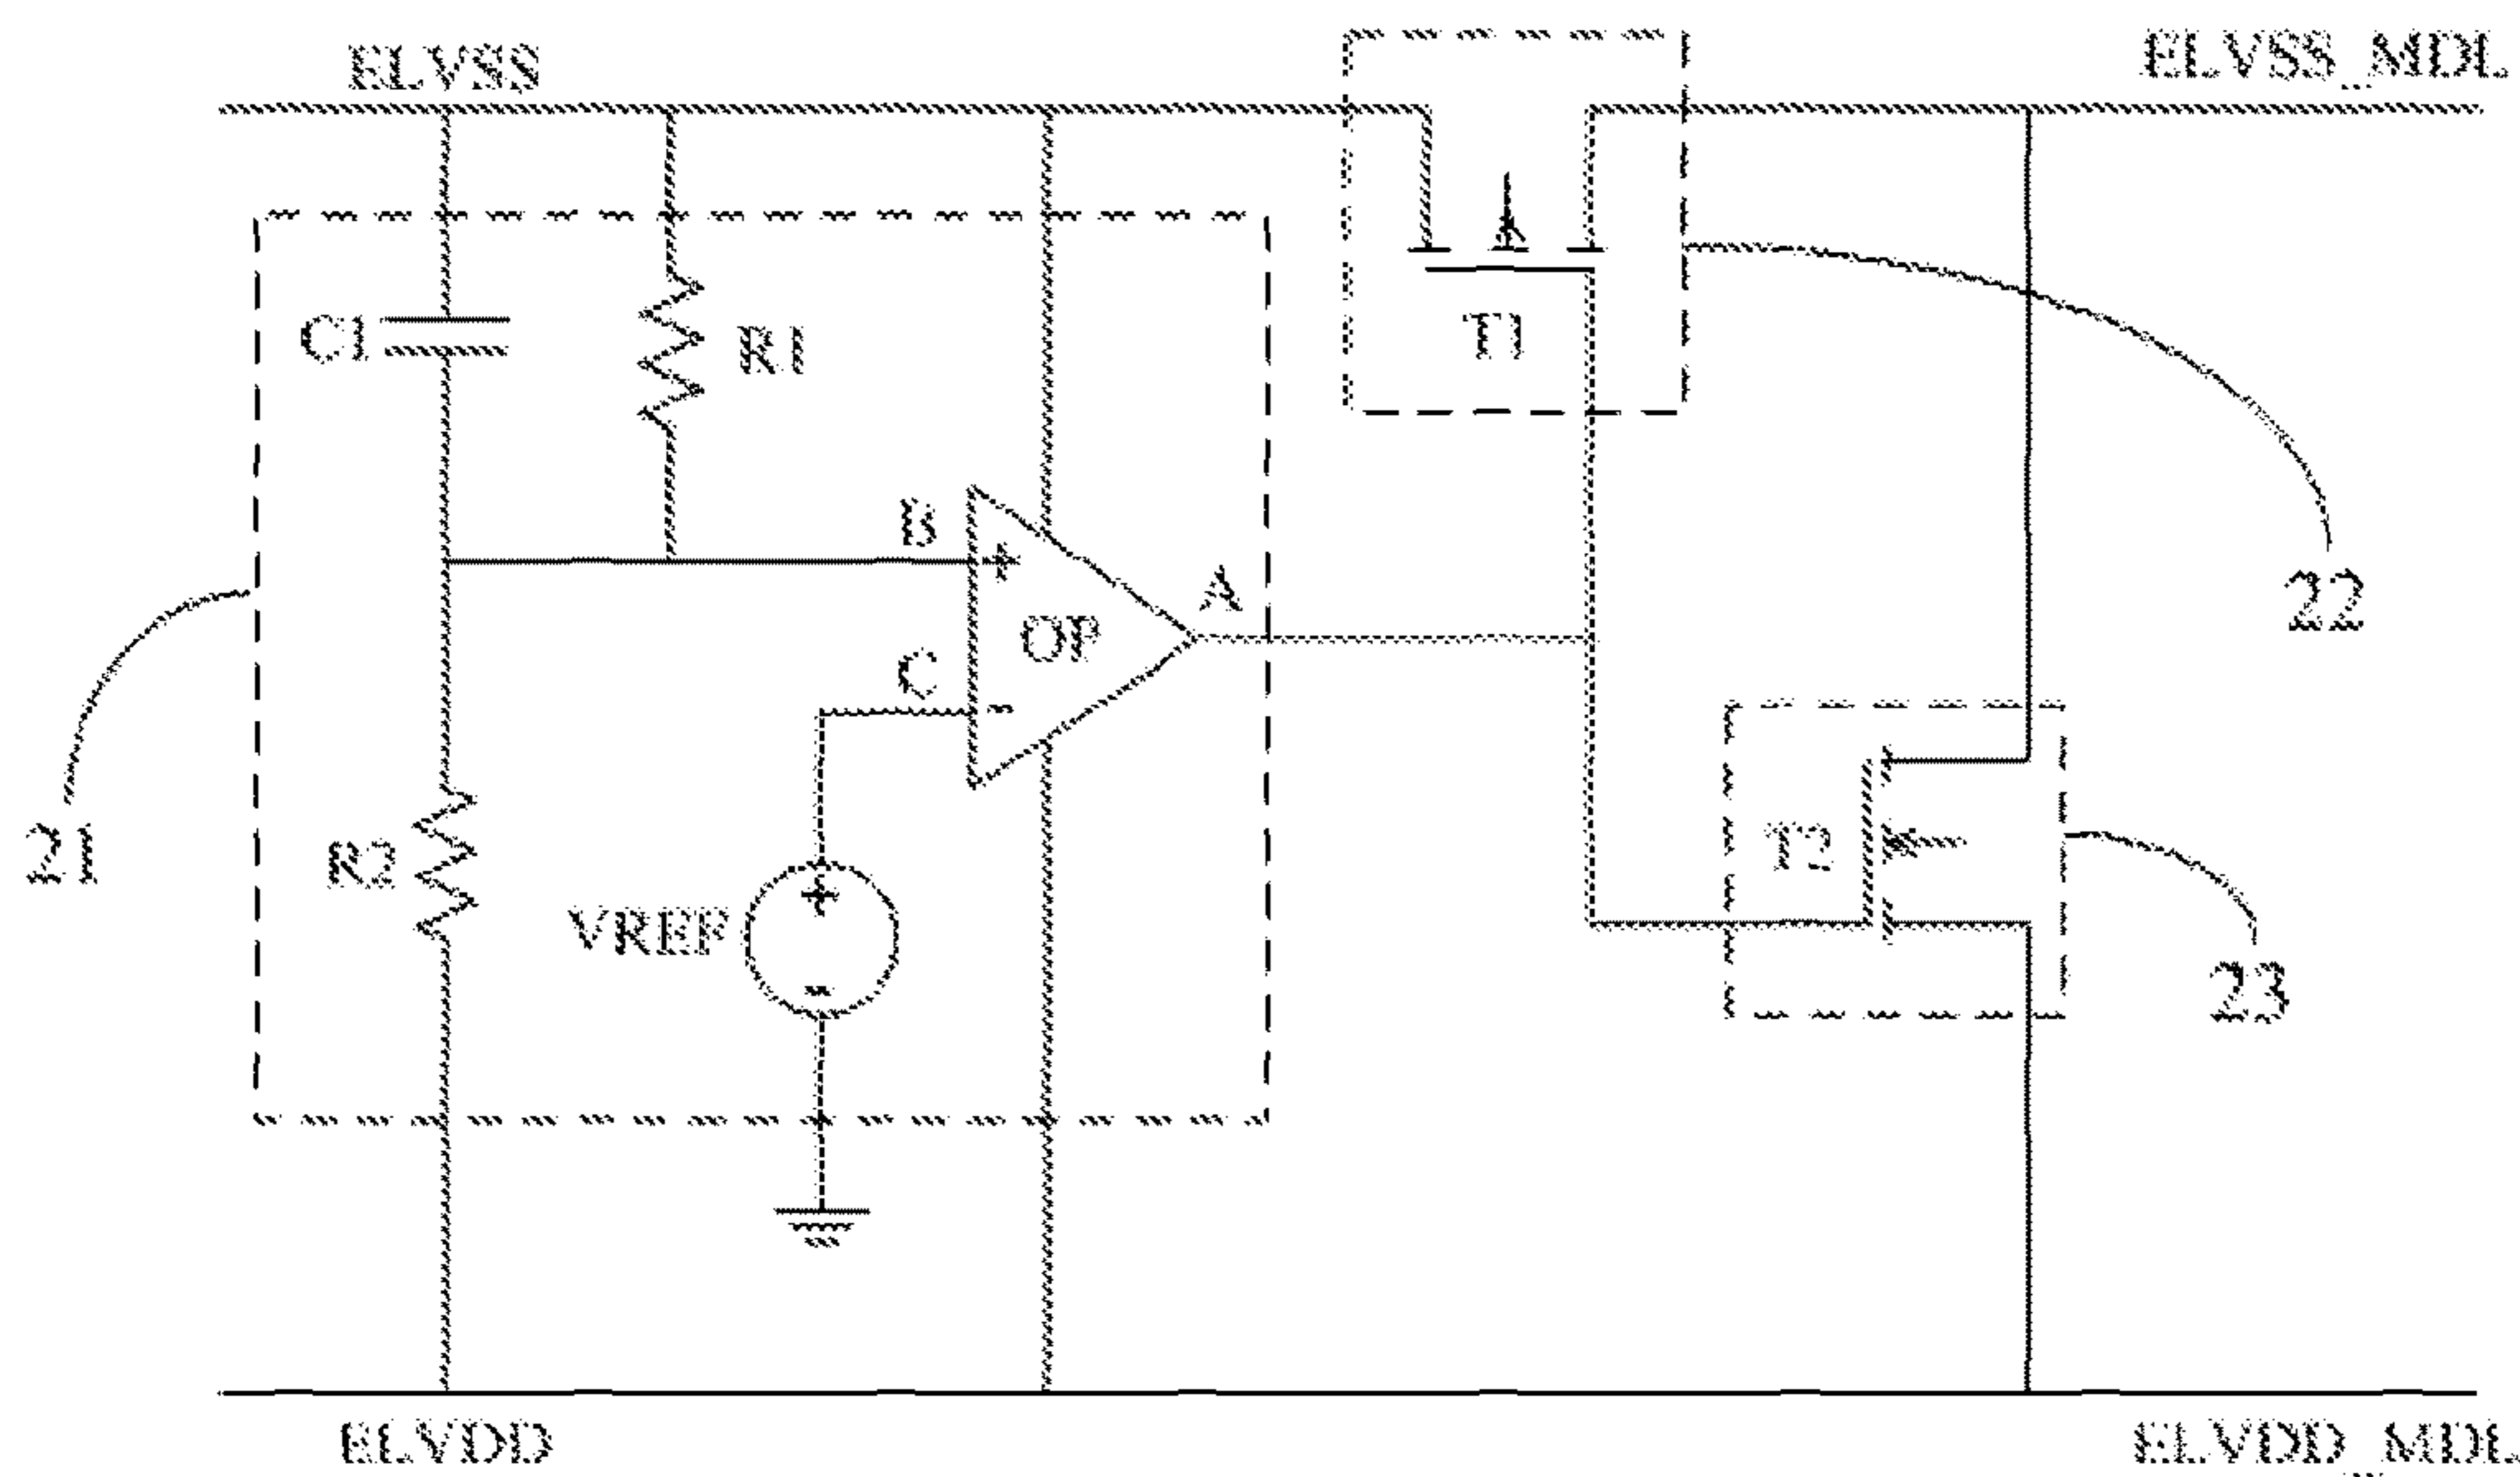 ELVSS
ELVSS_MDL
C1
R1
T1
B
+
A
OP
22
C
-
21
R2
T2
VREF
+
-
23
ELVDD
ELVDD_MDL